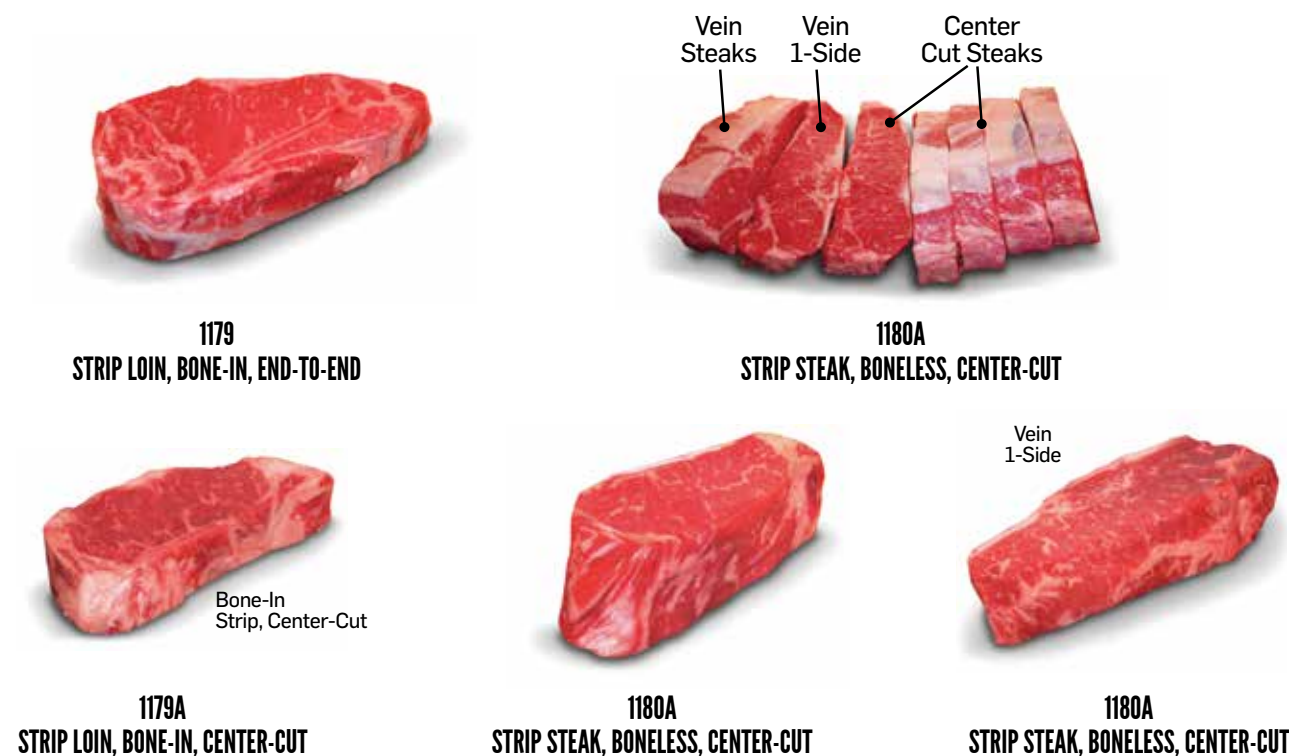 Vein
Steaks
Vein
1-Side
Center
Cut Steaks
1179
STRIP LOIN, BONE-IN, END-TO-END
1180A
STRIP STEAK, BONELESS, CENTER-CUT
Bone-In
Strip, Center-Cut
Vein
1-Side
1179A
STRIP LOIN, BONE-IN, CENTER-CUT
1180A
STRIP STEAK, BONELESS, CENTER-CUT
1180A
STRIP STEAK, BONELESS, CENTER-CUT